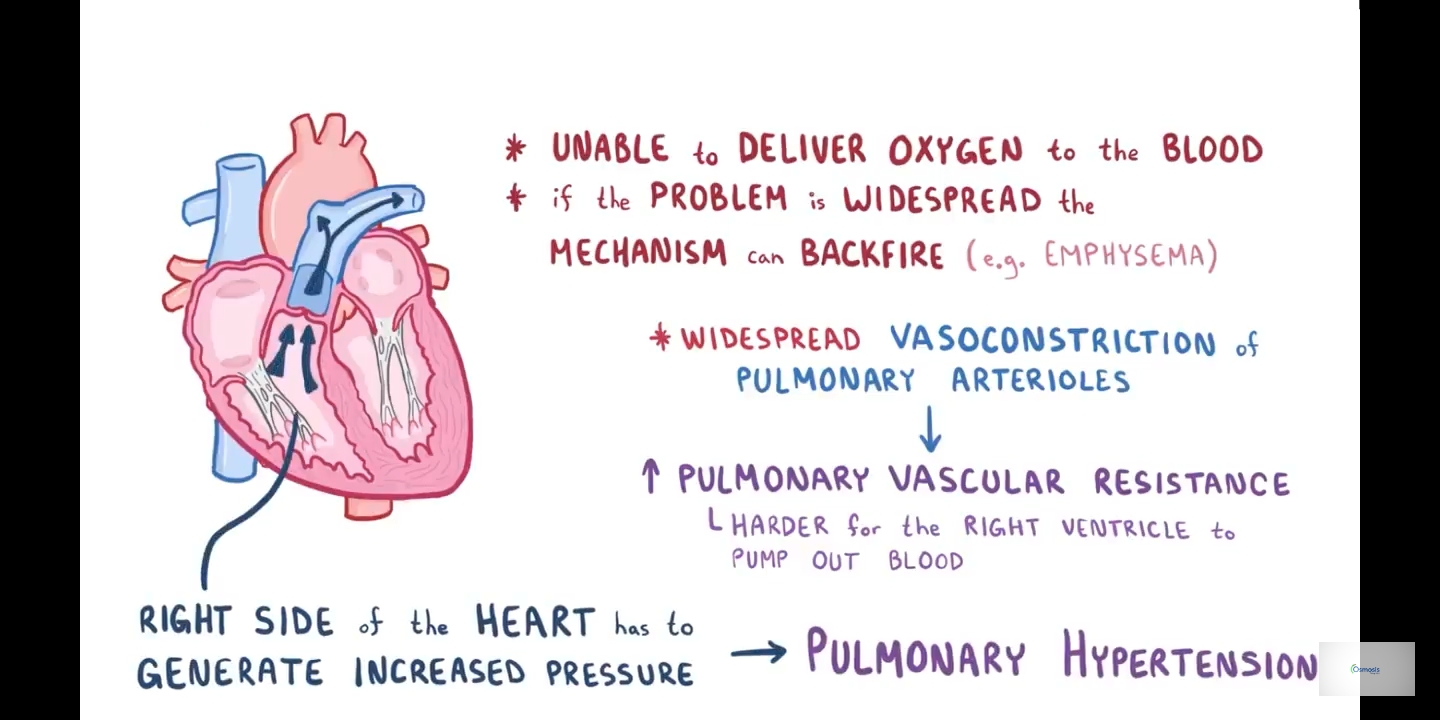 * UNABLE to DELIVER OXYGEN to the BLOOD
* if the PROBLEM is WIDESPREAD the
MECHANISM can BACKFIRE (e.g. EMPHYSEMA)
* WIDESPREAD VASOCONSTRICTION of
PULMONARY ARTERIOLES
↓
↑ PULMONARY VASCULAR RESISTANCE
└ HARDER for the RIGHT VENTRICLE to
PUMP OUT BLOOD
RIGHT SIDE of the HEART has to
GENERATE INCREASED PRESSURE
→ PULMONARY HYPERTENSION
Osmosis